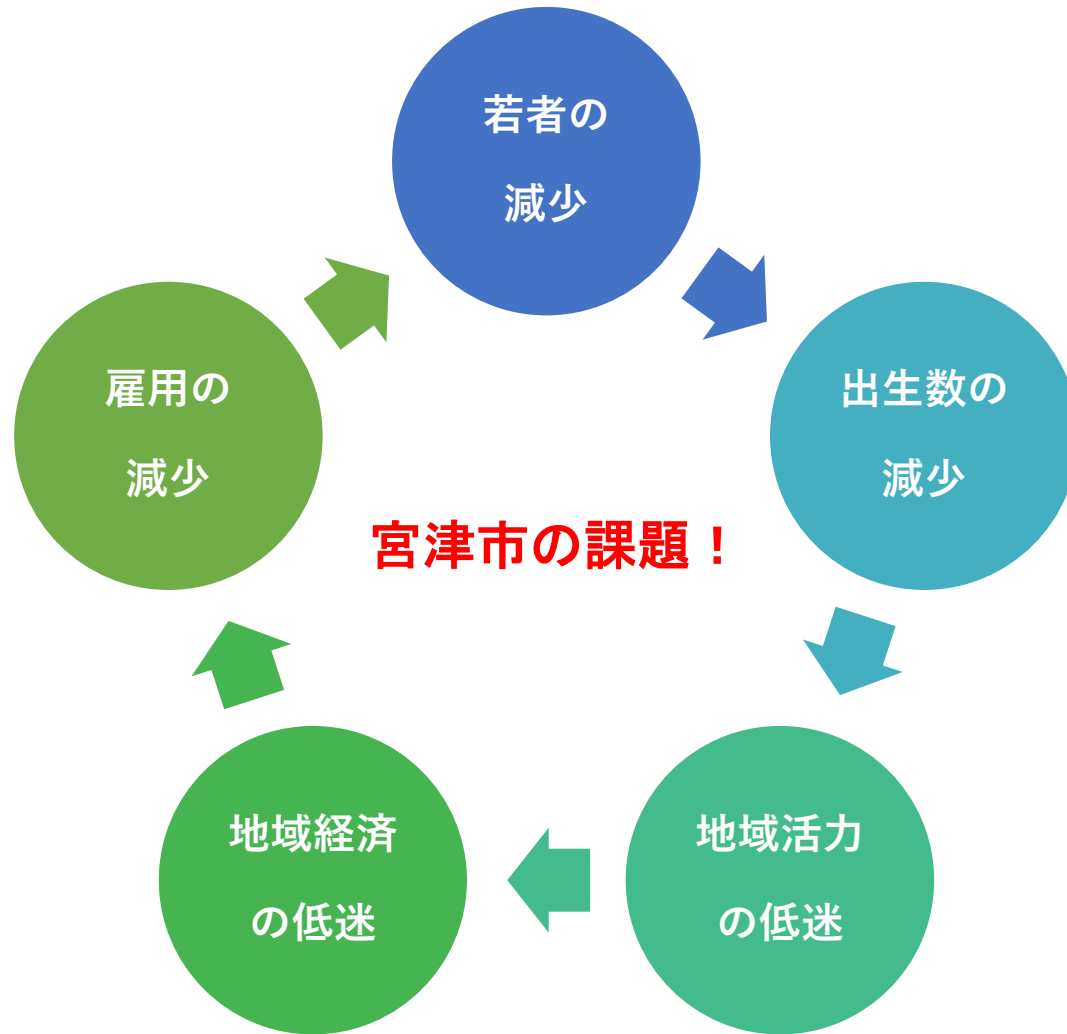 若者の
減少
出生数の
減少
地域活力
の低迷
地域経済
の低迷
雇用の
減少
宮津市の課題！